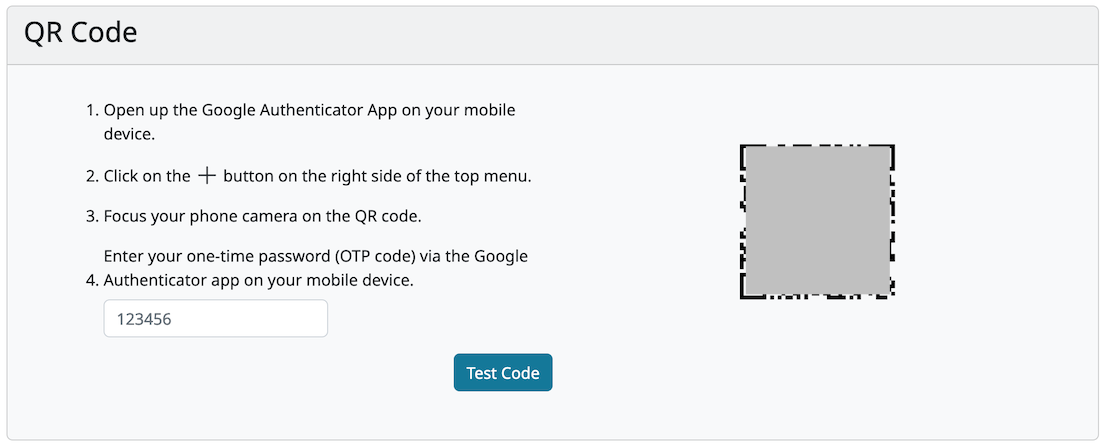 QR Code
1. Open up the Google Authenticator App on your mobile
device.
2. Click on the + button on the right side of the top menu.
3. Focus your phone camera on the QR code.
Enter your one-time password (OTP code) via the Google
4. Authenticator app on your mobile device.
123456
Test Code